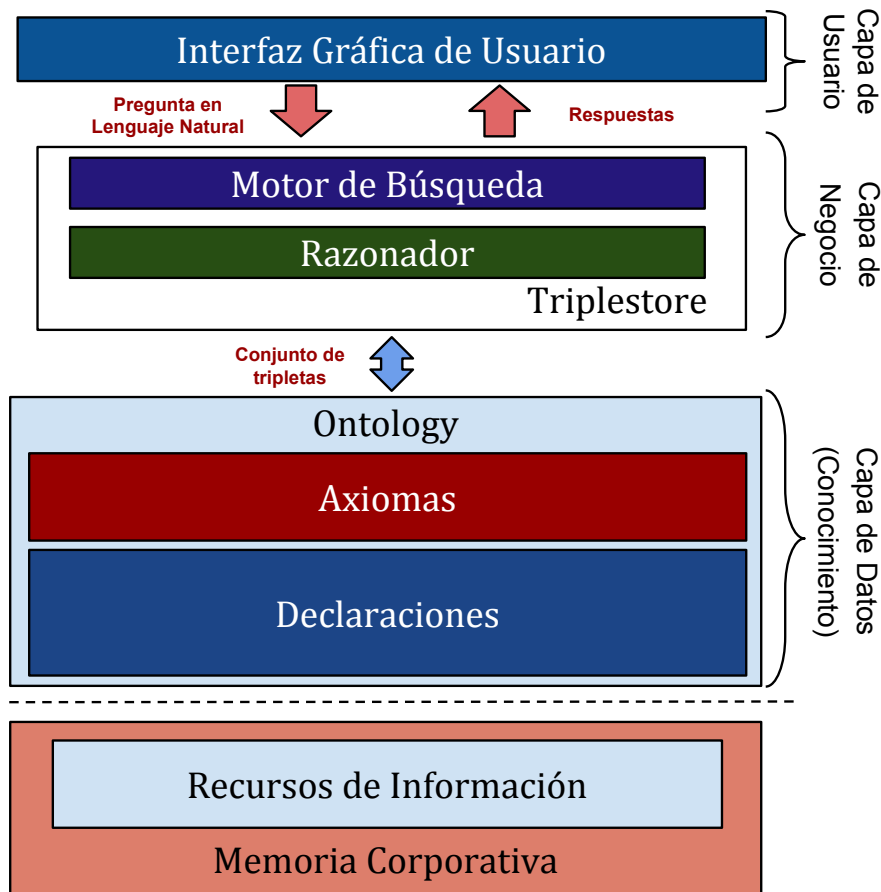 Interfaz Gráfica de Usuario
Capa de
Usuario
Pregunta en
Lenguaje Natural
Respuestas
Motor de Búsqueda
Razonador
Triplestore
Capa de
Negocio
Conjunto de
tripletas
Ontology
Axiomas
Declaraciones
Capa de Datos
(Conocimiento)
Recursos de Información
Memoria Corporativa